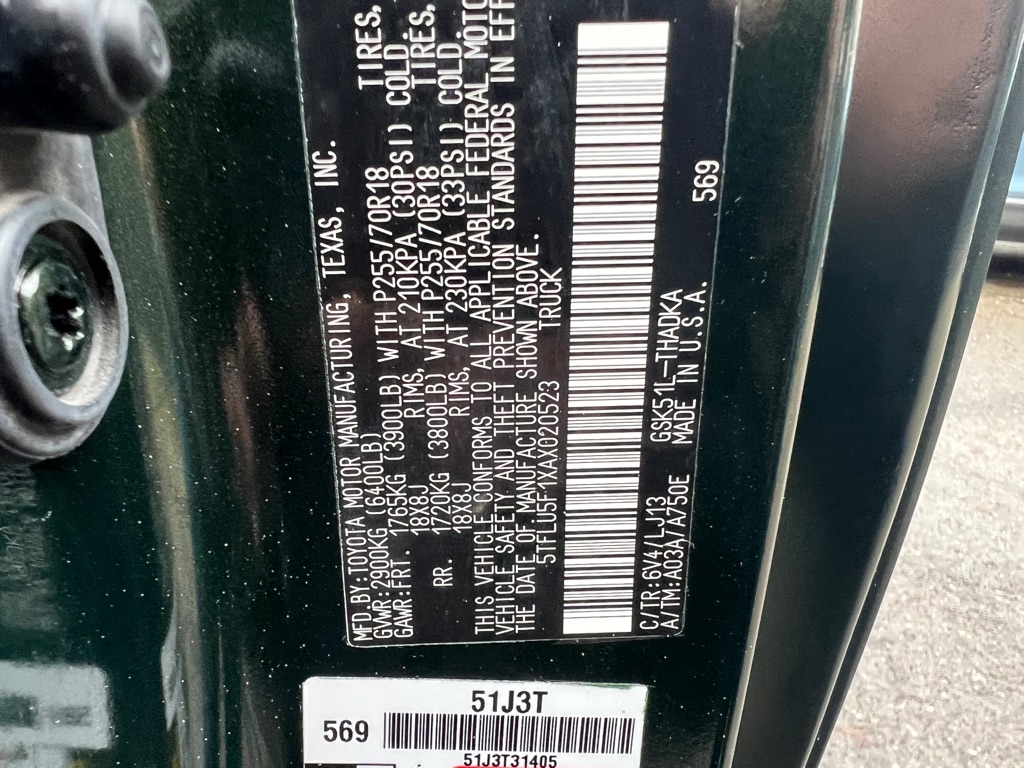 MFD.BY:TOYOTA MOTOR MANUFACTURING, TEXAS, INC.
GVWR:2900KG (6400LB)
GAWR:FRT. 1765KG (3900LB) WITH P255/70R18 TIRES,
18X8J RIMS, AT 210KPA (30PSI) COLD.
RR. 1720KG (3800LB) WITH P255/70R18 TIRES,
18X8J RIMS, AT 230KPA (33PSI) COLD.
THIS VEHICLE CONFORMS TO ALL APPLICABLE FEDERAL
VEHICLE SAFETY AND THEFT PREVENTION STANDARDS IN
THE DATE OF MANUFACTURE SHOWN ABOVE.
5TFLU5F1XAX020523 TRUCK
C/TR:6V4/LJ13 GSK51L-THADKA
A/TM:A03A/A750E MADE IN U.S.A. 569
51J3T
569
51J3T31405